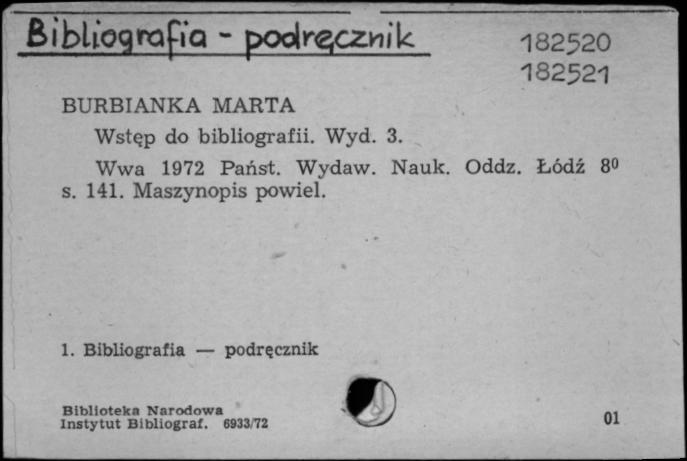 Bibliografia - podręcznik
182520
182521
BURBIANKA MARTA
Wstęp do bibliografii. Wyd. 3.
Wwa 1972 Państ. Wydaw. Nauk. Oddz. Łódź 8⁰
s. 141. Maszynopis powiel.
1. Bibliografia — podręcznik
Biblioteka Narodowa
Instytut Bibliograf. 6933/72
01